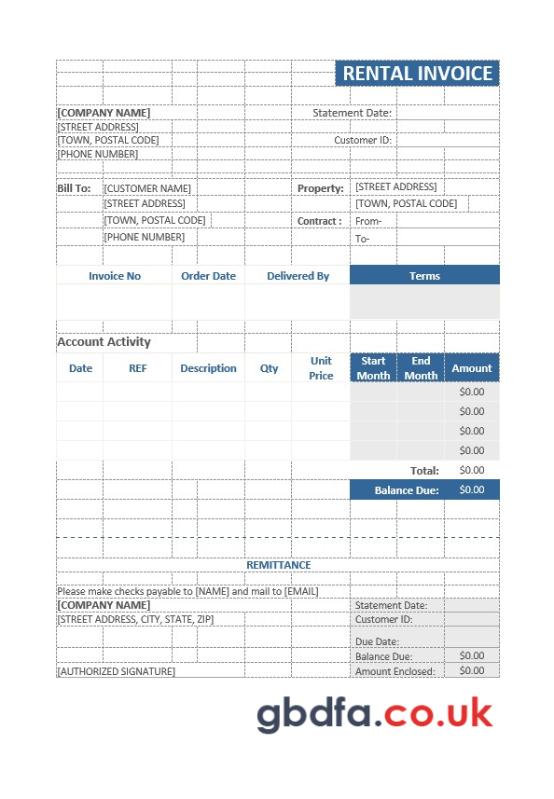 RENTAL INVOICE
[COMPANY NAME] Statement Date:
[STREET ADDRESS]
[TOWN, POSTAL CODE] Customer ID:
[PHONE NUMBER]
Bill To: [CUSTOMER NAME] Property: [STREET ADDRESS]
[STREET ADDRESS] [TOWN, POSTAL CODE]
[TOWN, POSTAL CODE] Contract : From-
[PHONE NUMBER] To-
Invoice No Order Date Delivered By Terms
Account Activity
Date REF Description Qty Unit Price Start Month End Month Amount
$0.00
$0.00
$0.00
$0.00
Total: $0.00
Balance Due: $0.00
REMITTANCE
Please make checks payable to [NAME] and mail to [EMAIL]
[COMPANY NAME] Statement Date:
[STREET ADDRESS, CITY, STATE, ZIP] Customer ID:
Due Date:
Balance Due: $0.00
[AUTHORIZED SIGNATURE] Amount Enclosed: $0.00
gbdfa.co.uk